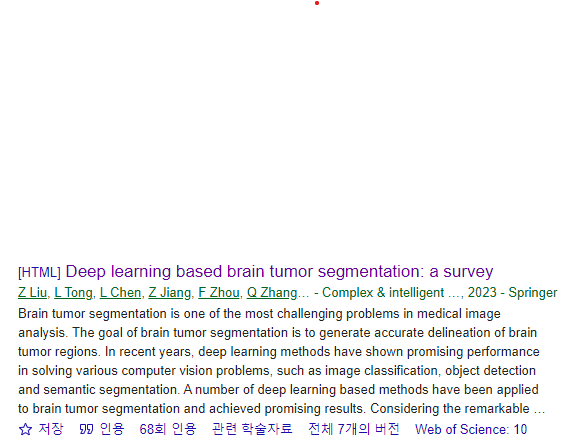 [HTML] Deep learning based brain tumor segmentation: a survey
Z Liu, L Tong, L Chen, Z Jiang, F Zhou, Q Zhang… - Complex & intelligent …, 2023 - Springer
Brain tumor segmentation is one of the most challenging problems in medical image
analysis. The goal of brain tumor segmentation is to generate accurate delineation of brain
tumor regions. In recent years, deep learning methods have shown promising performance
in solving various computer vision problems, such as image classification, object detection
and semantic segmentation. A number of deep learning based methods have been applied
to brain tumor segmentation and achieved promising results. Considering the remarkable …
저장 인용 68회 인용 관련 학술자료 전체 7개의 버전 Web of Science: 10